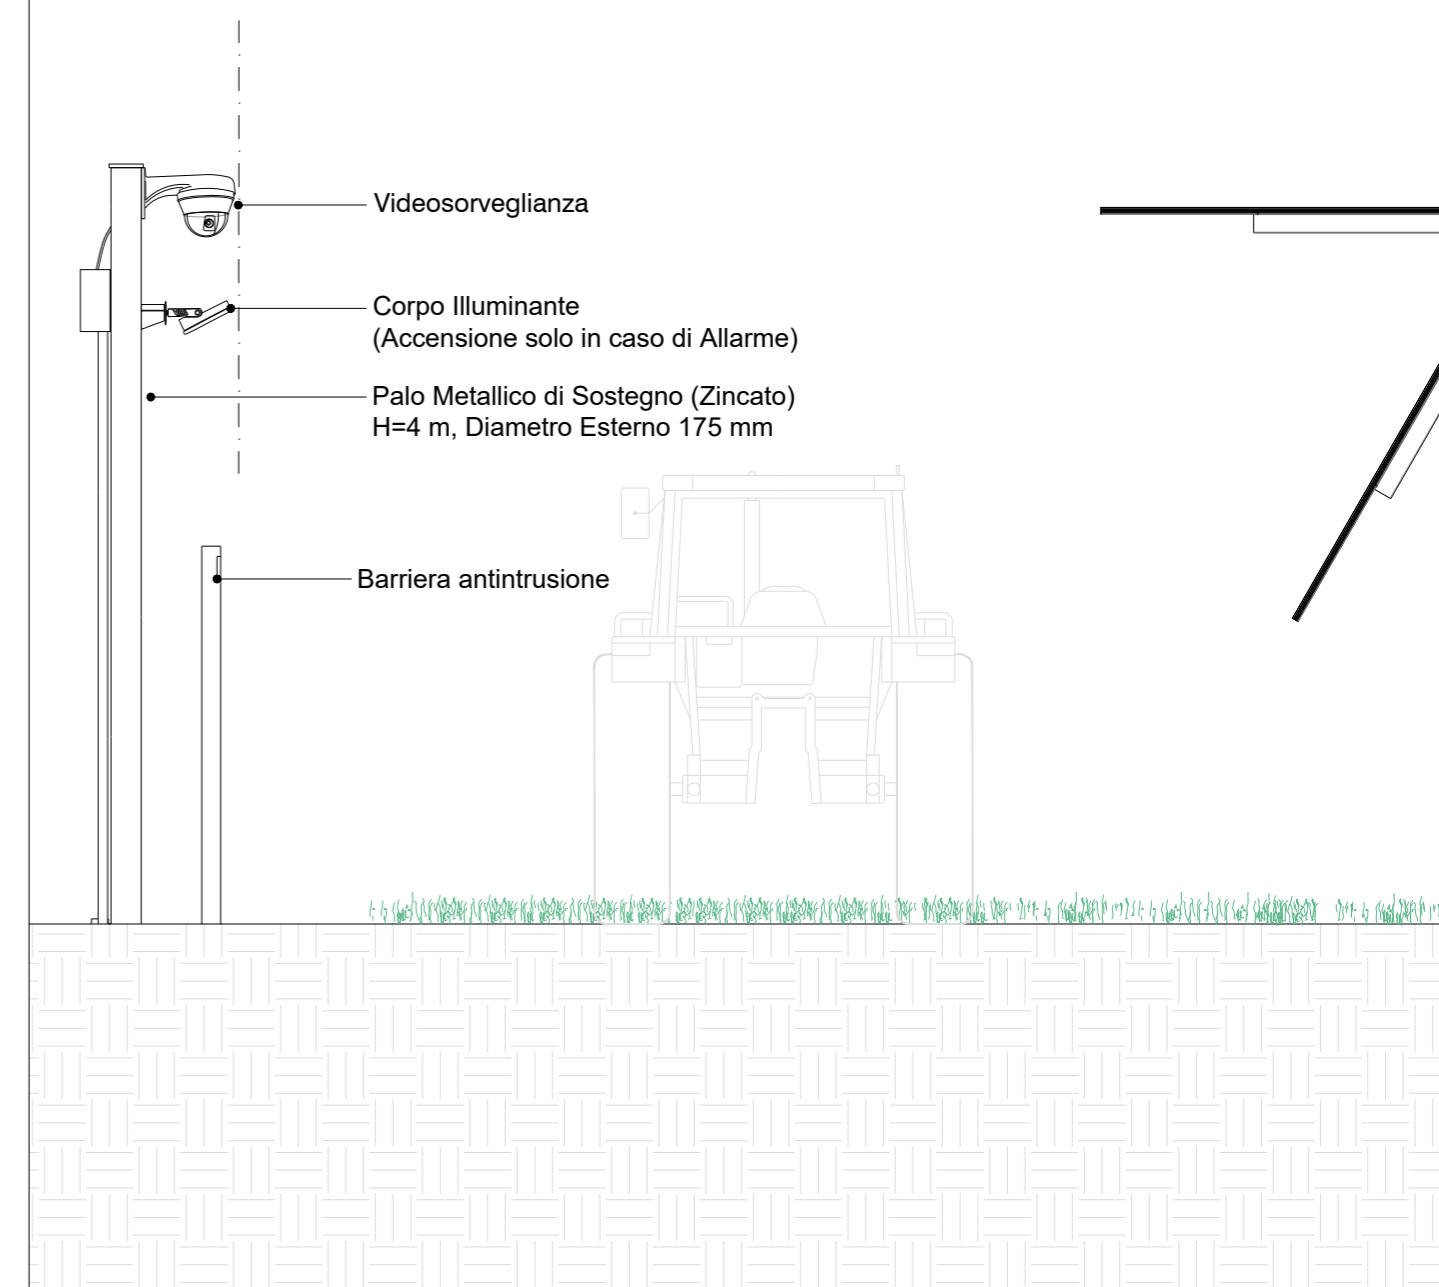 Videosorveglianza
Corpo Illuminante
(Accensione solo in caso di Allarme)
Palo Metallico di Sostegno (Zincato)
H=4 m, Diametro Esterno 175 mm
Barriera antintrusione